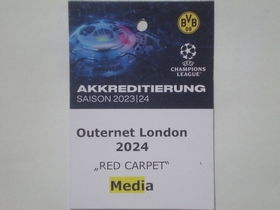 BVB
09
CHAMPIONS
LEAGUE
AKKREDITIERUNG
SAISON 2023|24
Outernet London
2024
„RED CARPET“
Media